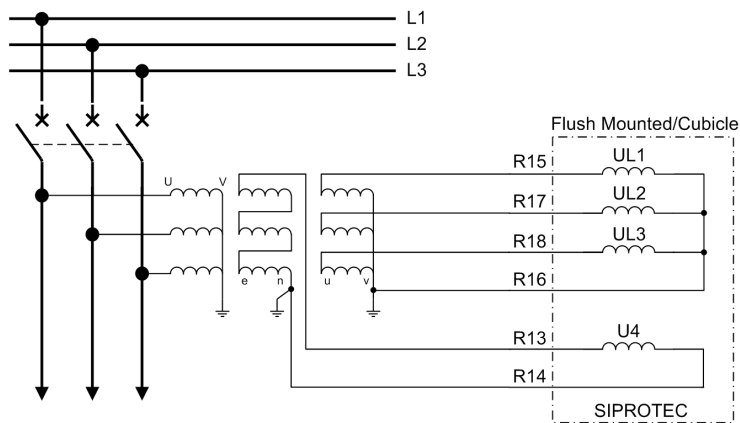 L1
L2
L3
Flush Mounted/Cubicle
R15 UL1
U V
R17 UL2
R18 UL3
e n u v
R16
R13 U4
R14
SIPROTEC